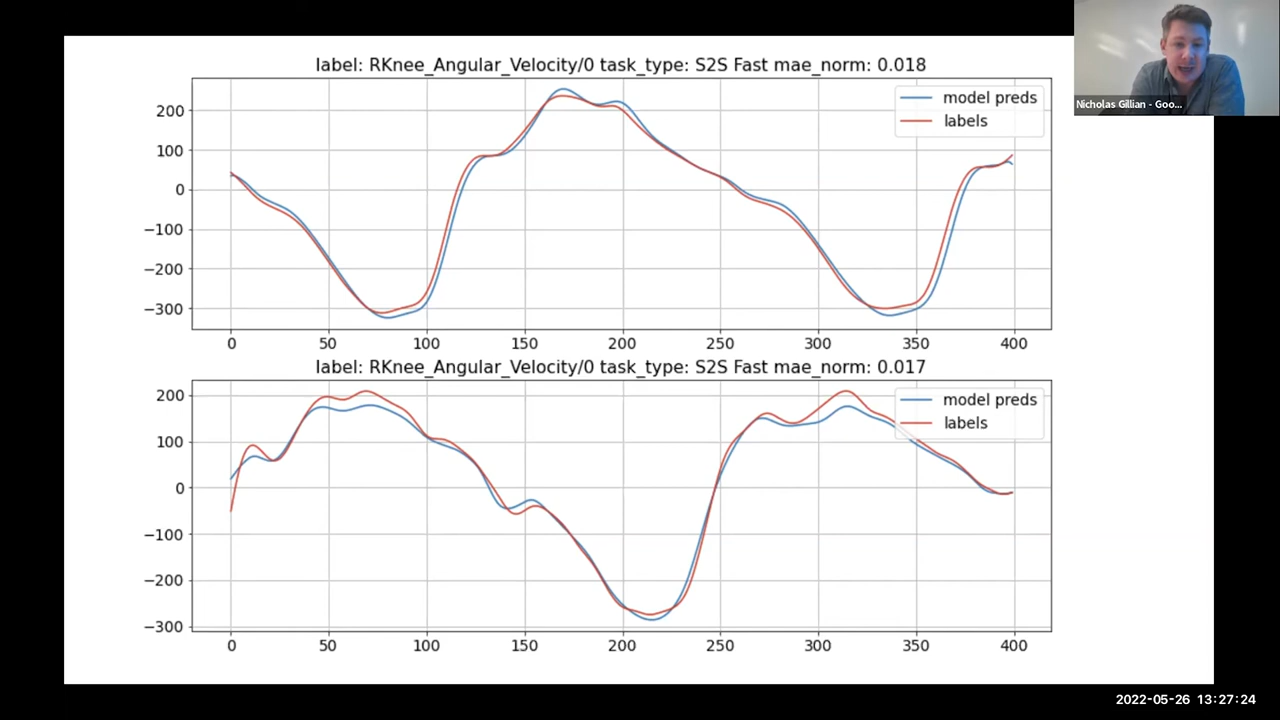 label: RKnee_Angular_Velocity/0 task_type: S2S Fast mae_norm: 0.018
model preds
labels
200
100
0
−100
−200
−300
0 50 100 150 200 250 300 350 400
label: RKnee_Angular_Velocity/0 task_type: S2S Fast mae_norm: 0.017
model preds
labels
200
100
0
−100
−200
−300
0 50 100 150 200 250 300 350 400
Nicholas Gillian - Goo...
2022-05-26 13:27:24